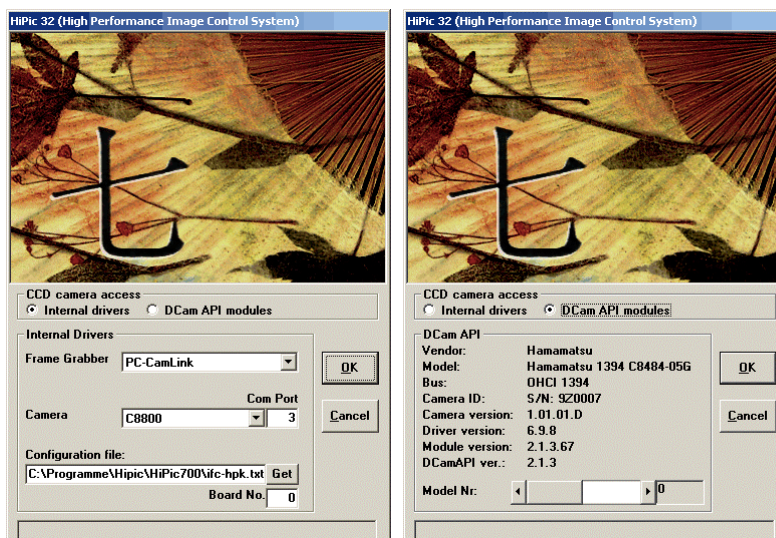 HiPic 32 (High Performance Image Control System)
七
CCD camera access
Internal drivers DCam API modules
Internal Drivers
Frame Grabber PC-CamLink
OK
Com Port
Camera C8800 3
Cancel
Configuration file:
C:\Programme\Hipic\HiPic700\ifc-hpk.txt Get
Board No. 0
HiPic 32 (High Performance Image Control System)
七
CCD camera access
Internal drivers DCam API modules
DCam API
Vendor: Hamamatsu
Model: Hamamatsu 1394 C8484-05G
OK
Bus: OHCI 1394
Camera ID: S/N: 9Z0007
Camera version: 1.01.01.D
Cancel
Driver version: 6.9.8
Module version: 2.1.3.67
DCamAPI ver.: 2.1.3
Model Nr: 0